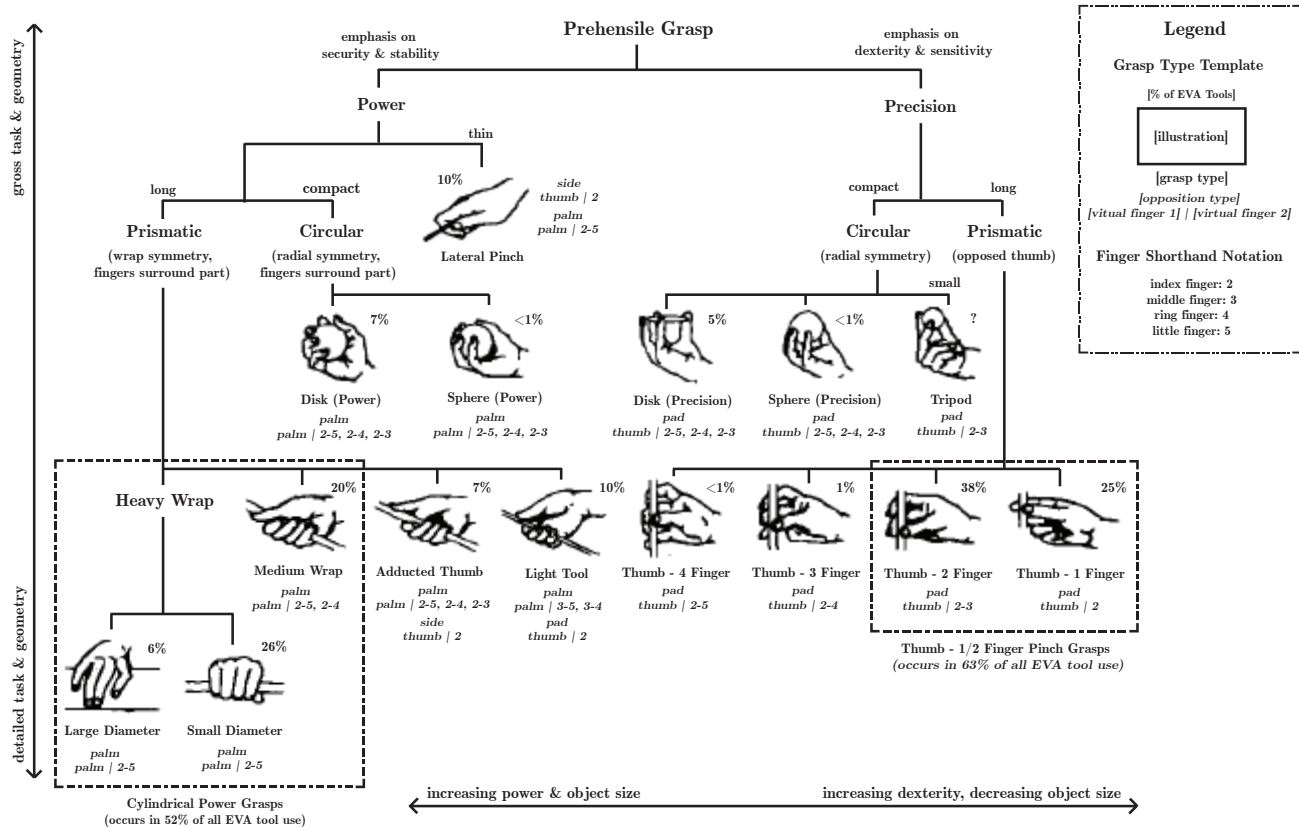 Prehensile Grasp
emphasis on
security & stability
emphasis on
dexterity & sensitivity
Power
Precision
thin
long
compact
compact
long
10%
side
thumb | 2
palm
palm | 2-5
Lateral Pinch
Prismatic
(wrap symmetry,
fingers surround part)
Circular
(radial symmetry,
fingers surround part)
Circular
(radial symmetry)
Prismatic
(opposed thumb)
small
7%
Disk (Power)
palm
palm | 2-5, 2-4, 2-3
<1%
Sphere (Power)
palm
palm | 2-5, 2-4, 2-3
5%
Disk (Precision)
pad
thumb | 2-5, 2-4, 2-3
<1%
Sphere (Precision)
pad
thumb | 2-5, 2-4, 2-3
?
Tripod
pad
thumb | 2-3
Heavy Wrap
20%
Medium Wrap
palm
palm | 2-5, 2-4
7%
Adducted Thumb
palm
palm | 2-5, 2-4, 2-3
side
thumb | 2
10%
Light Tool
palm
palm | 3-5, 3-4
pad
thumb | 2
<1%
Thumb - 4 Finger
pad
thumb | 2-5
1%
Thumb - 3 Finger
pad
thumb | 2-4
38%
Thumb - 2 Finger
pad
thumb | 2-3
25%
Thumb - 1 Finger
pad
thumb | 2
Thumb - 1/2 Finger Pinch Grasps
(occurs in 63% of all EVA tool use)
6%
Large Diameter
palm
palm | 2-5
26%
Small Diameter
palm
palm | 2-5
Cylindrical Power Grasps
(occurs in 52% of all EVA tool use)
increasing power & object size
increasing dexterity, decreasing object size
gross task & geometry
detailed task & geometry
Legend
Grasp Type Template
[% of EVA Tools]
[illustration]
[grasp type]
[opposition type]
[vitual finger 1] | [virtual finger 2]
Finger Shorthand Notation
index finger: 2
middle finger: 3
ring finger: 4
little finger: 5